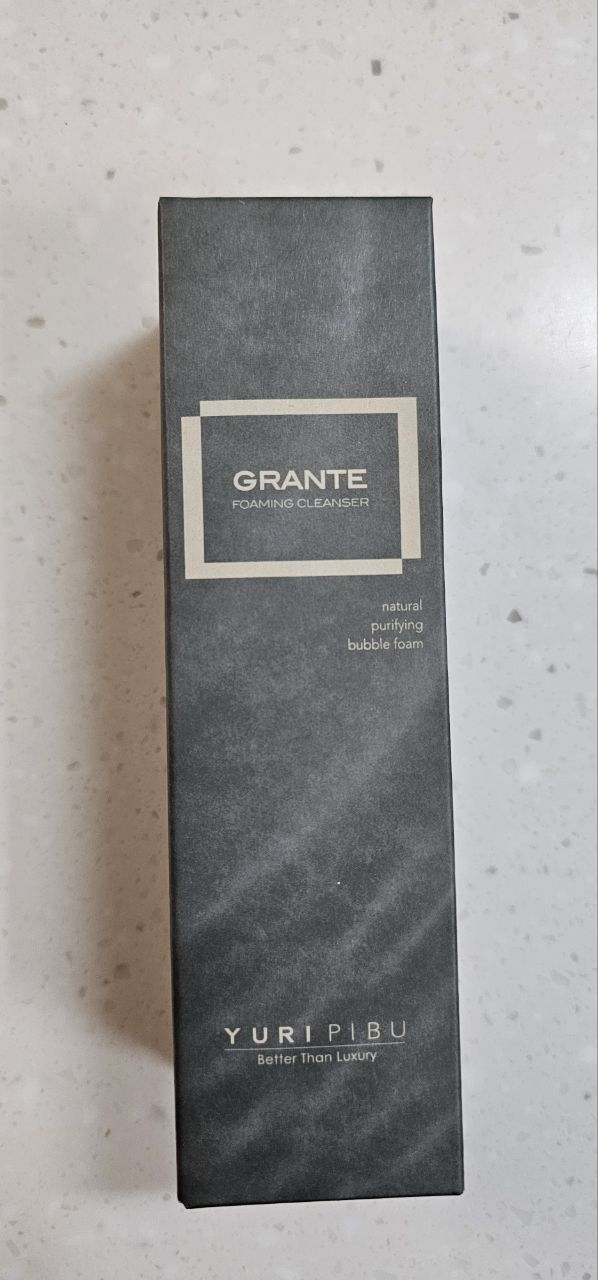 GRANTE
FOAMING CLEANSER
natural
purifying
bubble foam
YURI PIBU
Better Than Luxury